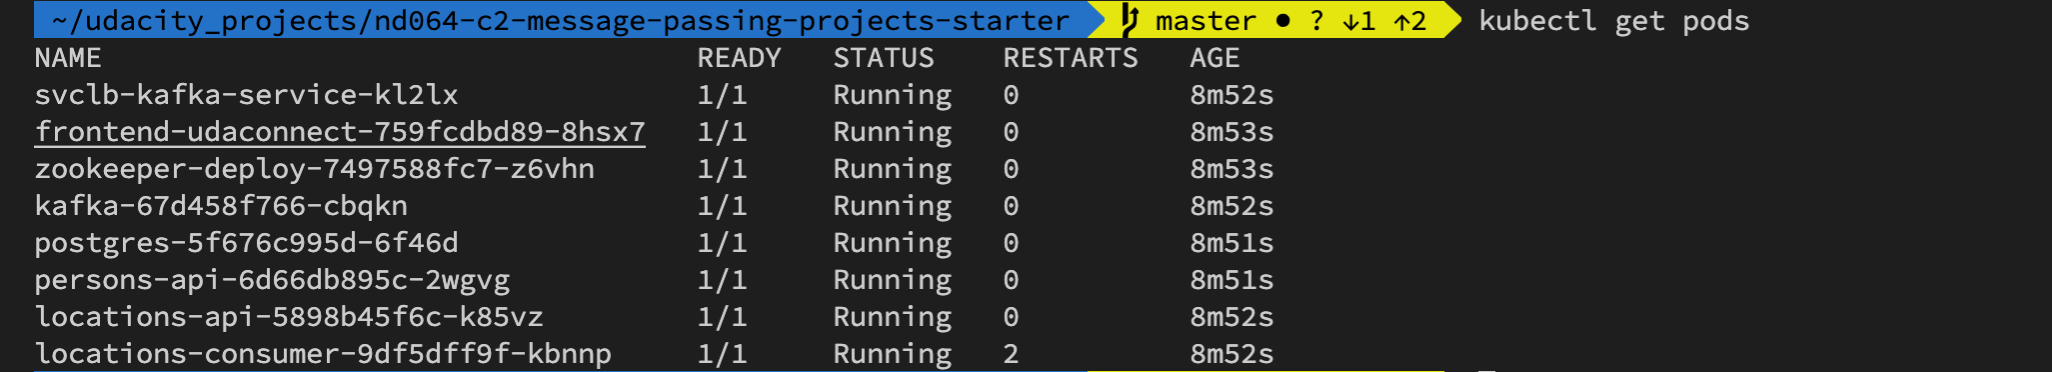 ~/udacity_projects/nd064-c2-message-passing-projects-starter master ● ? ↓1 ↑2 kubectl get pods
NAME READY STATUS RESTARTS AGE
svclb-kafka-service-kl2lx 1/1 Running 0 8m52s
frontend-udaconnect-759fcdbd89-8hsx7 1/1 Running 0 8m53s
zookeeper-deploy-7497588fc7-z6vhn 1/1 Running 0 8m53s
kafka-67d458f766-cbqkn 1/1 Running 0 8m52s
postgres-5f676c995d-6f46d 1/1 Running 0 8m51s
persons-api-6d66db895c-2wgvg 1/1 Running 0 8m51s
locations-api-5898b45f6c-k85vz 1/1 Running 0 8m52s
locations-consumer-9df5dff9f-kbnnp 1/1 Running 2 8m52s